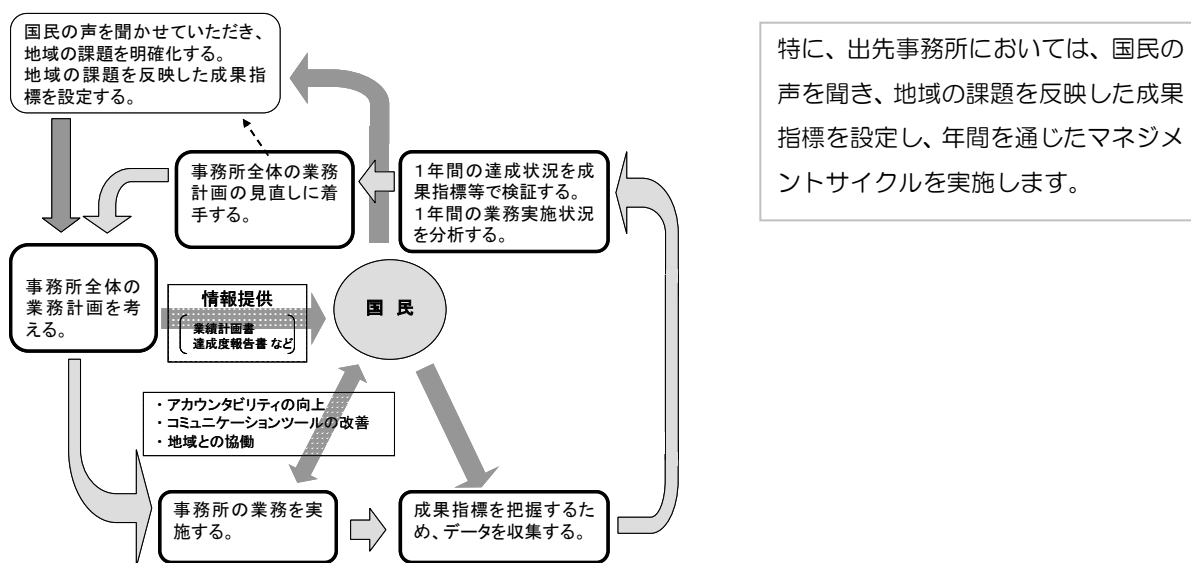 国民の声を聞かせていただき、
地域の課題を明確化する。
地域の課題を反映した成果指
標を設定する。
特に、出先事務所においては、国民の
声を聞き、地域の課題を反映した成果
指標を設定し、年間を通じたマネジメ
ントサイクルを実施します。
事務所全体の業務
計画の見直しに着
手する。
1年間の達成状況を成
果指標等で検証する。
1年間の業務実施状況
を分析する。
事務所全体の
業務計画を考
える。
情報提供
業績計画書
達成度報告書 など
国 民
・アカウンタビリティの向上
・コミュニケーションツールの改善
・地域との協働
事務所の業務を実
施する。
成果指標を把握するた
め、データを収集する。